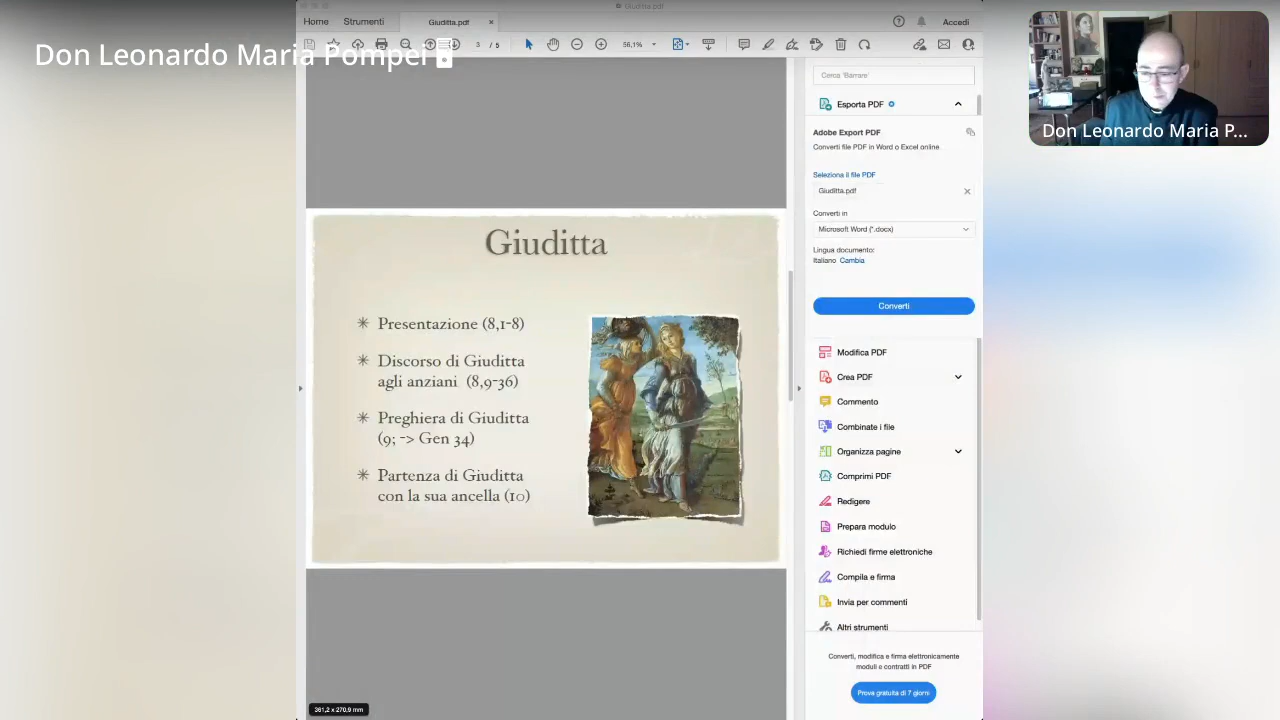 Giuditta.pdf
Home Strumenti Giuditta.pdf × Accedi
Don Leonardo Maria Pompei
3 / 5 56,1%
Cerca 'Barrare'
Esporta PDF
Adobe Export PDF
Converti file PDF in Word o Excel online
Seleziona il file PDF
Giuditta.pdf
Converti in
Microsoft Word (*.docx)
Lingua documento:
Italiano Cambia
Converti
Modifica PDF
Crea PDF
Commento
Combinate i file
Organizza pagine
Comprimi PDF
Redigere
Prepara modulo
Richiedi firme elettroniche
Compila e firma
Invia per commenti
Altri strumenti
Converti, modifica e firma elettronicamente
moduli e contratti in PDF
Prova gratuita di 7 giorni
Giuditta
✳ Presentazione (8,1-8)
✳ Discorso di Giuditta
agli anziani (8,9-36)
✳ Preghiera di Giuditta
(9; -> Gen 34)
✳ Partenza di Giuditta
con la sua ancella (10)
361,2 x 270,9 mm
Don Leonardo Maria P...